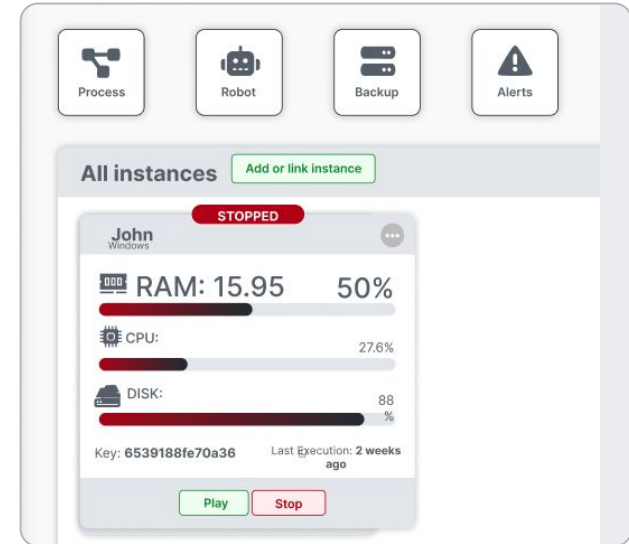 Process
Robot
Backup
Alerts
All instances
Add or link instance
STOPPED
John
Windows
RAM: 15.95
50%
CPU:
27.6%
DISK:
88
%
Key: 6539188fe70a36
Last Execution: 2 weeks
ago
Play
Stop